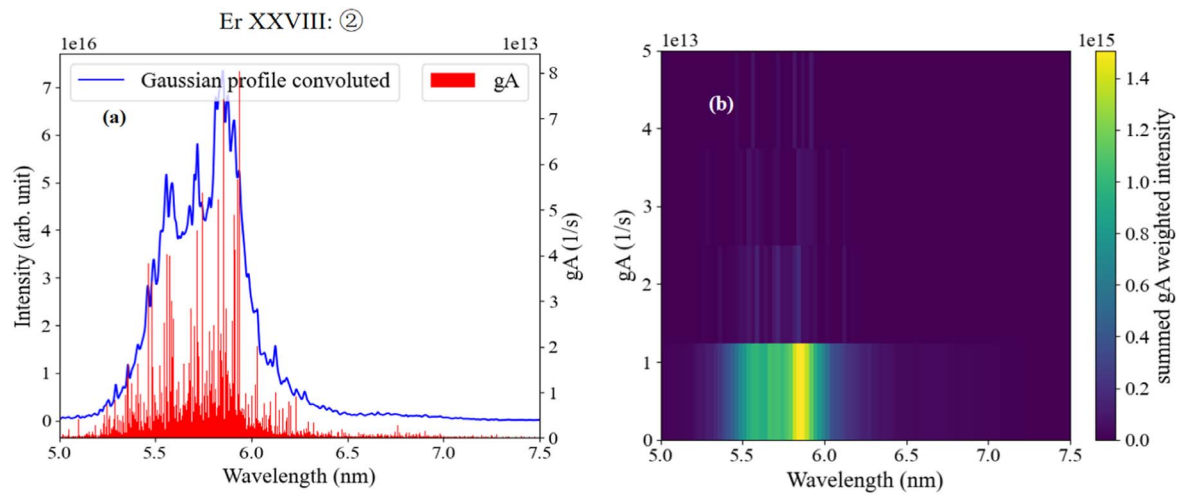 Er XXVIII: ②
1e16
1e13
Gaussian profile convoluted
gA
(a)
7
6
5
4
3
2
1
0
Intensity (arb. unit)
8
7
6
5
4
3
2
1
0
gA (1/s)
5.0 5.5 6.0 6.5 7.0 7.5
Wavelength (nm)
1e13
(b)
5
4
3
2
1
0
gA (1/s)
5.0 5.5 6.0 6.5 7.0 7.5
Wavelength (nm)
1e15
1.4
1.2
1.0
0.8
0.6
0.4
0.2
0.0
summed gA weighted intensity